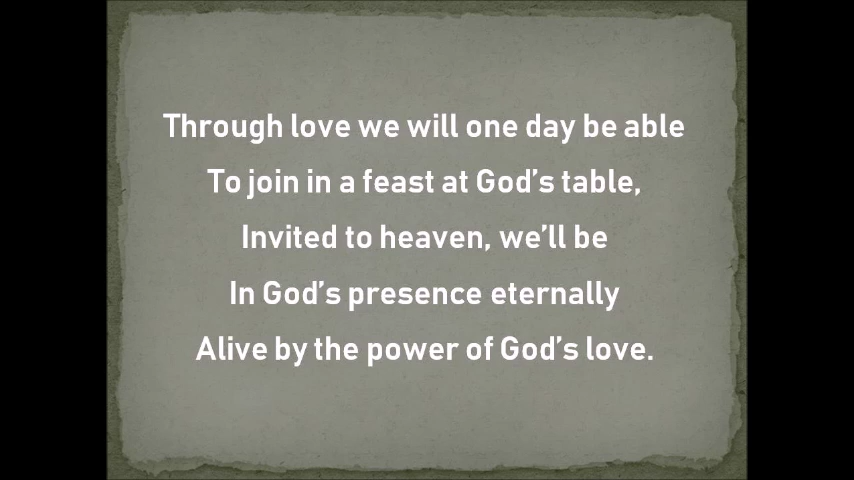 Through love we will one day be able
To join in a feast at God’s table,
Invited to heaven, we’ll be
In God’s presence eternally
Alive by the power of God’s love.